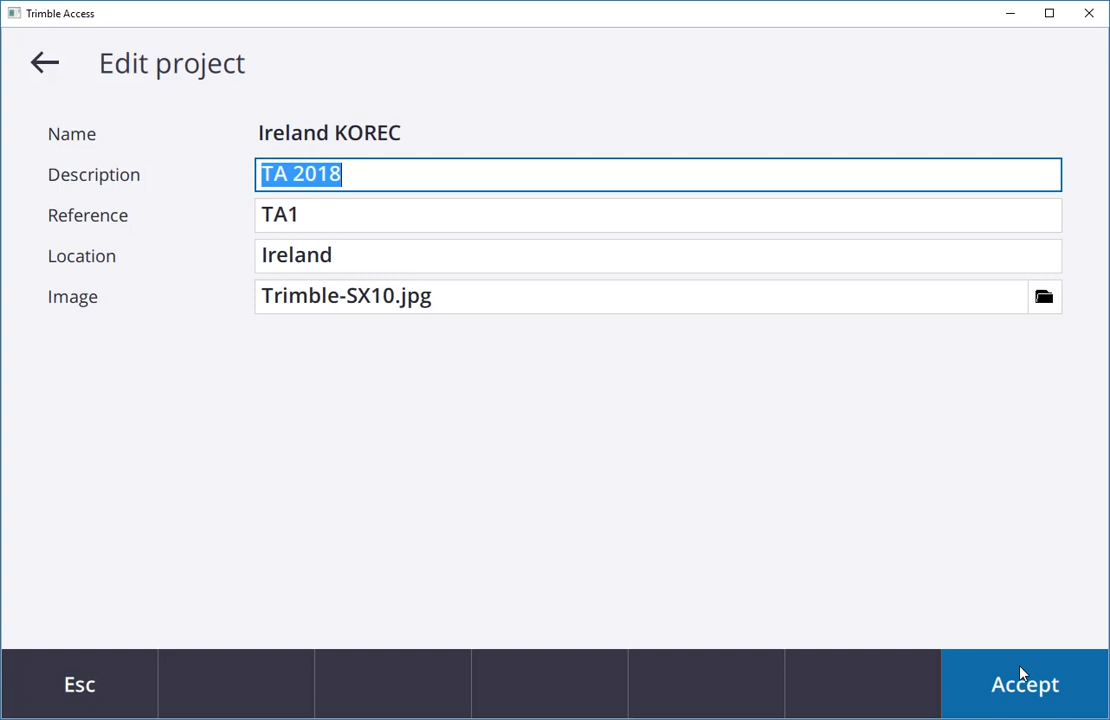 Trimble Access
Edit project
Name Ireland KOREC
Description TA 2018
Reference TA1
Location Ireland
Image Trimble-SX10.jpg
Esc Accept